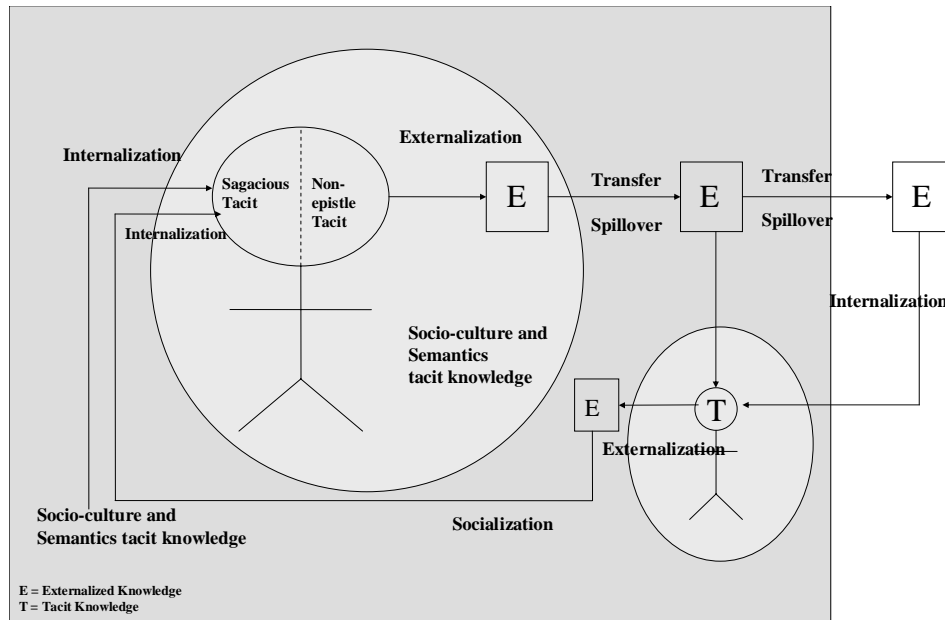 Externalization
Internalization
Sagacious
Tacit
Non-
epistle
Tacit
Internalization
E
Transfer
Spillover
E
Transfer
Spillover
E
Internalization
Socio-culture and
Semantics
tacit knowledge
E
T
Externalization
Socialization
Socio-culture and
Semantics tacit knowledge
E = Externalized Knowledge
T = Tacit Knowledge